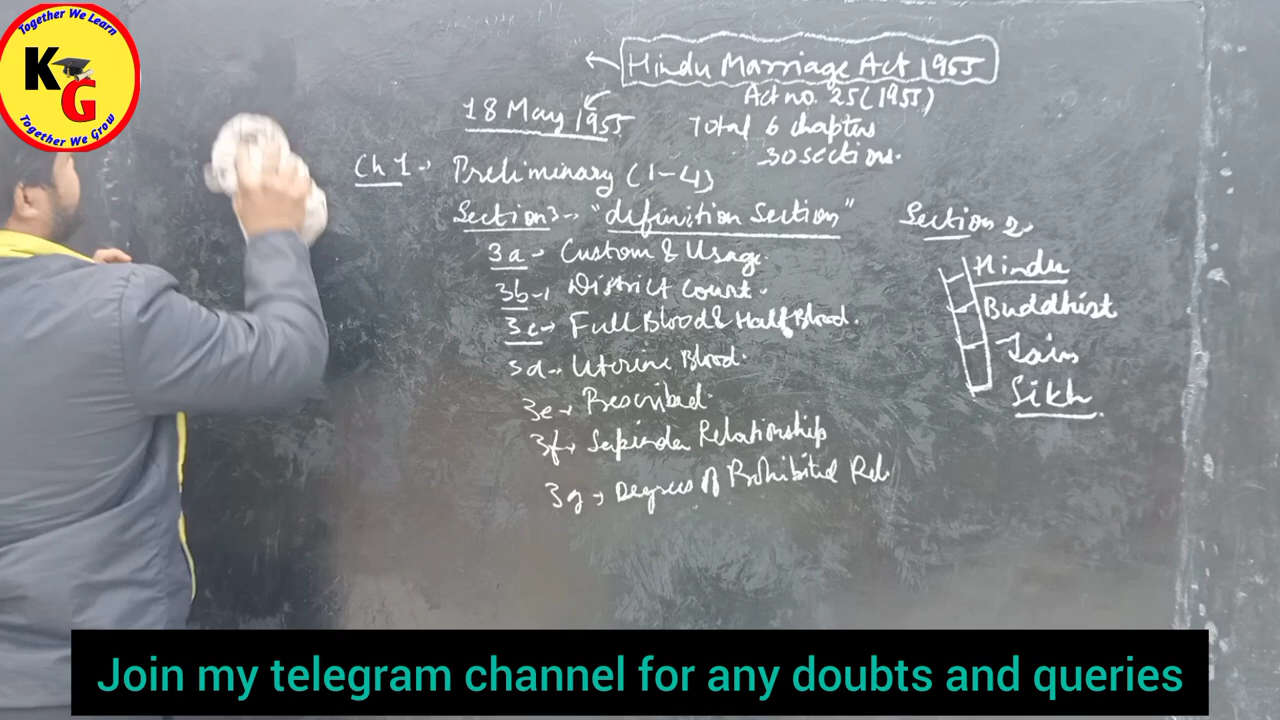 Together We Learn
KG
Together We Grow
Hindu Marriage Act 1955
Act no. 25 (1955)
18 May 1955
Total 6 chapters
30 sections.
Ch 1. Preliminary (1-4)
Section 3 - "definition Section"
3a - Custom & Usage.
3b - District Court.
3c - Full Blood & Half Blood.
3d - Uterine Blood.
3e - Prescribed.
3f - Sapinda Relationship
3g - Degrees of Prohibited Rel
Section 2
Hindu
Buddhist
Jain
Sikh
Join my telegram channel for any doubts and queries